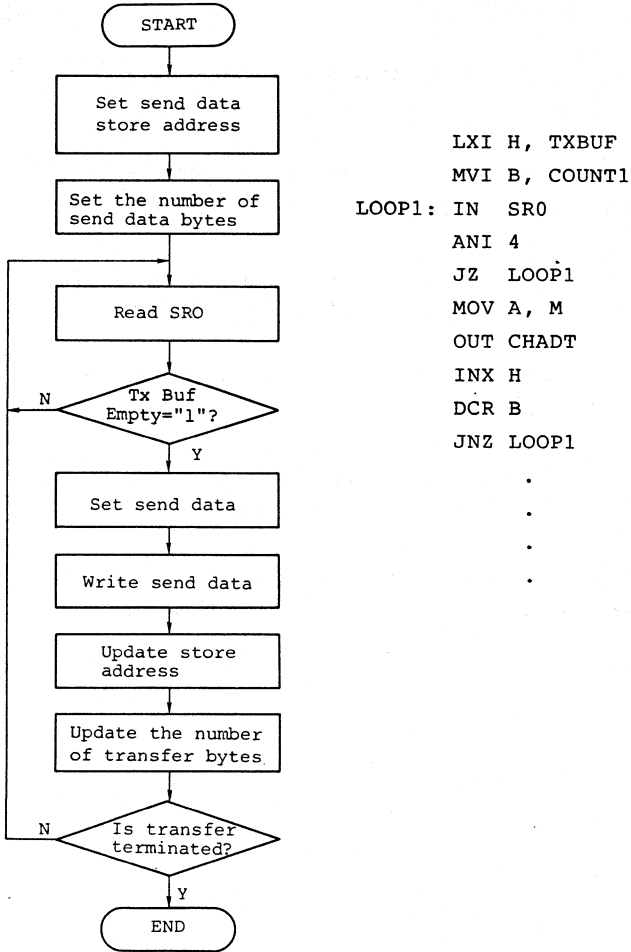 START
Set send data
store address
Set the number of
send data bytes
Read SRO
N
Tx Buf
Empty="1"?
Y
Set send data
Write send data
Update store
address
Update the number
of transfer bytes
N
Is transfer
terminated?
Y
END
LXI H, TXBUF
MVI B, COUNT1
LOOP1: IN SR0
ANI 4
JZ LOOP1
MOV A, M
OUT CHADT
INX H
DCR B
JNZ LOOP1
.
.
.
.